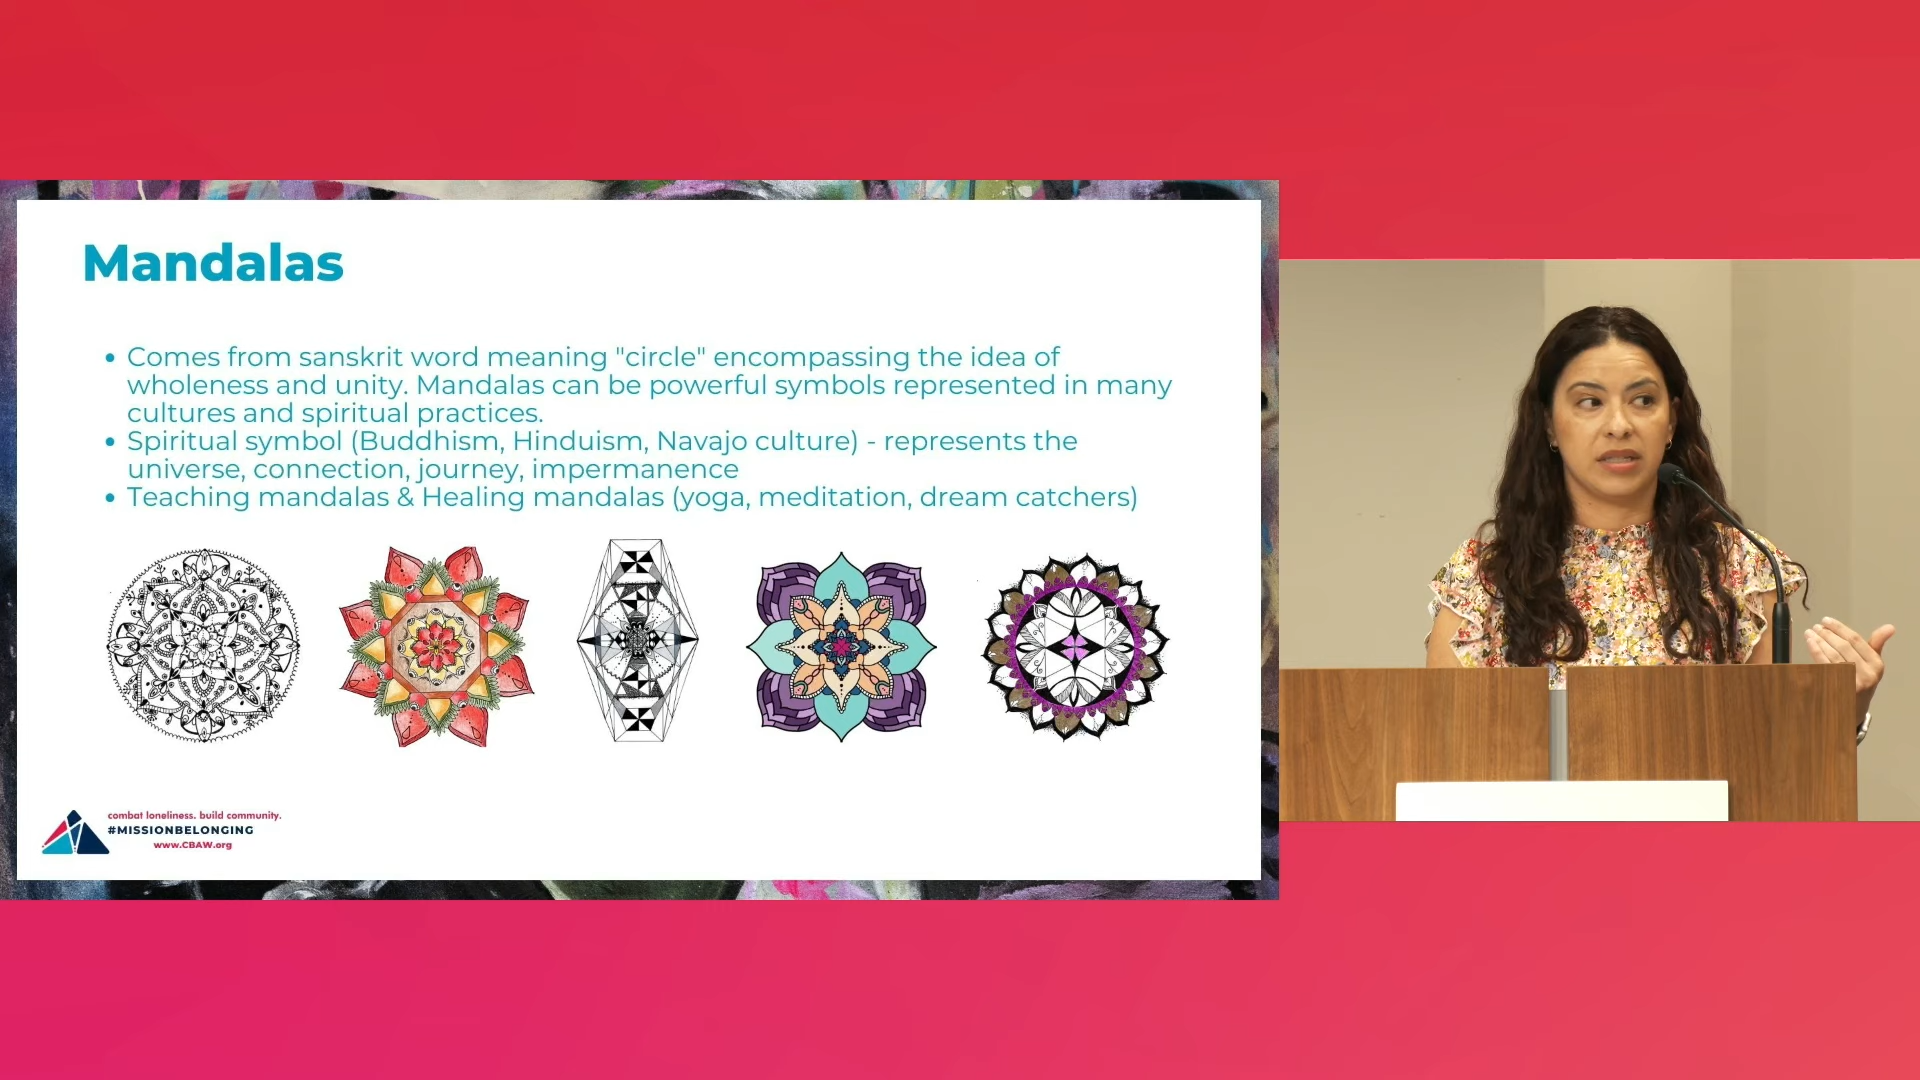 Mandalas
• Comes from sanskrit word meaning "circle" encompassing the idea of
wholeness and unity. Mandalas can be powerful symbols represented in many
cultures and spiritual practices.
• Spiritual symbol (Buddhism, Hinduism, Navajo culture) - represents the
universe, connection, journey, impermanence
• Teaching mandalas & Healing mandalas (yoga, meditation, dream catchers)
combat loneliness. build community.
#MISSIONBELONGING
www.CBAW.org